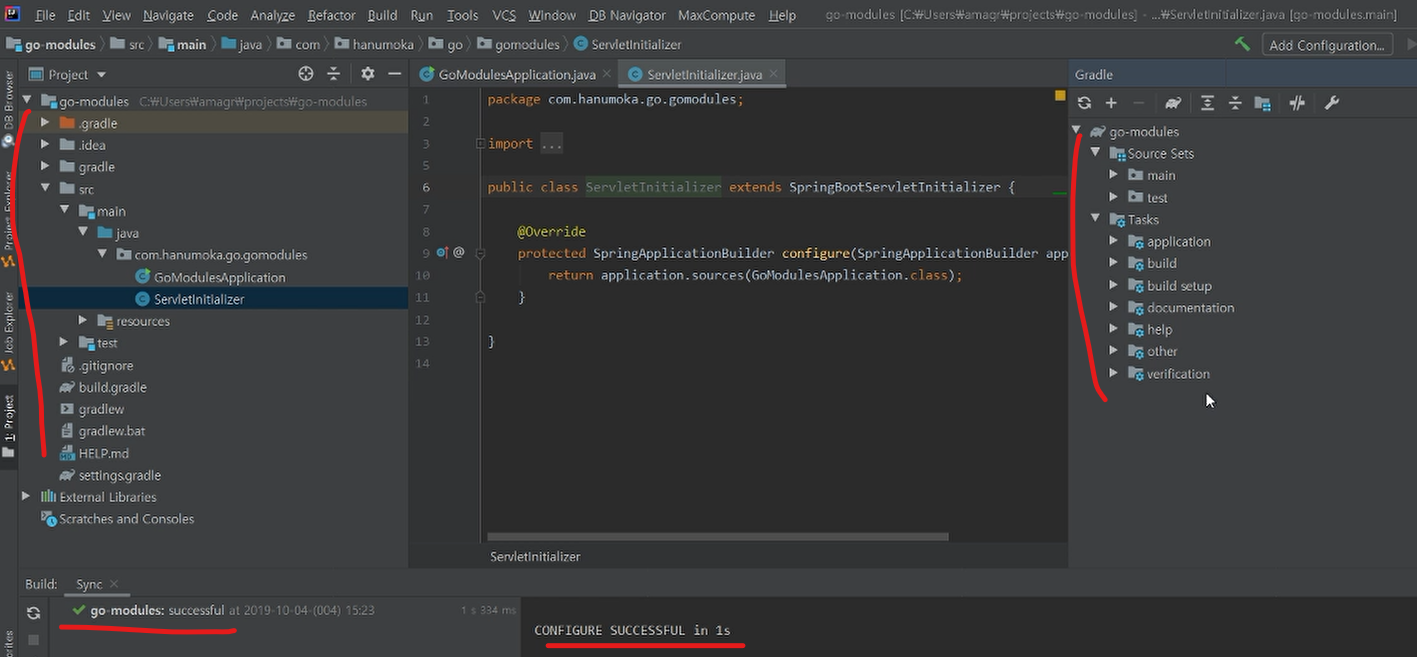 File Edit View Navigate Code Analyze Refactor Build Run Tools VCS Window DB Navigator MaxCompute Help go-modules [C:₩Users₩amagr₩projects₩go-modules] - ...₩ServletInitializer.java [go-modules.main]
go-modules src main java com hanumoka go gomodules ServletInitializer Add Configuration...
DB Browser
Project Explorer
Job Explorer
1: Project
Project
go-modules C:₩Users₩amagr₩projects₩go-modules
.gradle
.idea
gradle
src
main
java
com.hanumoka.go.gomodules
GoModulesApplication
ServletInitializer
resources
test
.gitignore
build.gradle
gradlew
gradlew.bat
HELP.md
settings.gradle
External Libraries
Scratches and Consoles
GoModulesApplication.java ServletInitializer.java
1 package com.hanumoka.go.gomodules;
2
3 import ...
5
6 public class ServletInitializer extends SpringBootServletInitializer {
7
8 @Override
9 @ protected SpringApplicationBuilder configure(SpringApplicationBuilder app
10 return application.sources(GoModulesApplication.class);
11 }
12
13 }
14
ServletInitializer
Gradle
go-modules
Source Sets
main
test
Tasks
application
build
build setup
documentation
help
other
verification
Build: Sync
go-modules: successful at 2019-10-04-(004) 15:23 1 s 334 ms
CONFIGURE SUCCESSFUL in 1s